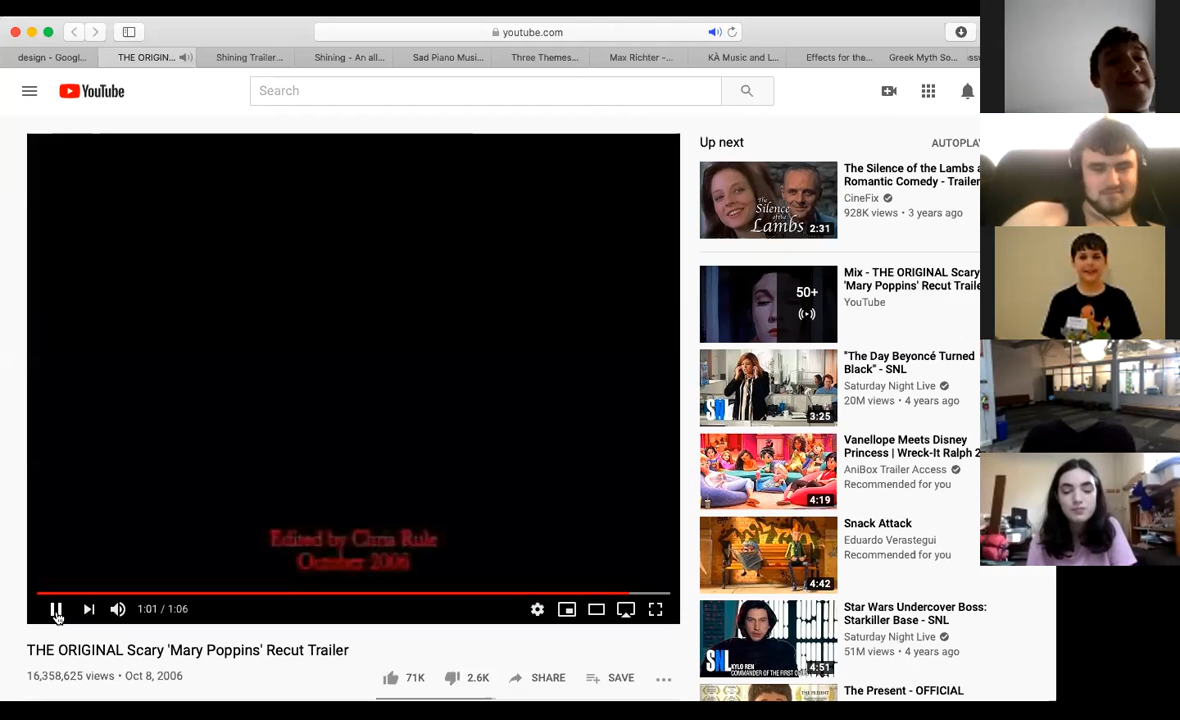 youtube.com
design - Googl...
THE ORIGIN...
Shining Trailer...
Shining - An all...
Sad Piano Musi...
Three Themes...
Max Richter -...
KÀ Music and L...
Effects for the...
Greek Myth So...
YouTube
Search
Up next
AUTOPLA
The Silence of the Lambs
Romantic Comedy - Trailer
CineFix
928K views • 3 years ago
The Silence of the Lambs
2:31
Mix - THE ORIGINAL Scary
'Mary Poppins' Recut Traile
YouTube
50+
"The Day Beyoncé Turned
Black" - SNL
Saturday Night Live
20M views • 4 years ago
SNL
3:25
Vanellope Meets Disney
Princess | Wreck-It Ralph 2
AniBox Trailer Access
Recommended for you
4:19
Snack Attack
Eduardo Verastegui
Recommended for you
4:42
Star Wars Undercover Boss:
Starkiller Base - SNL
Saturday Night Live
51M views • 4 years ago
SNL
KYLO REN
COMMANDER OF THE FIRST
4:51
The Present - OFFICIAL
Edited by Chris Rule
October 2006
1:01 / 1:06
THE ORIGINAL Scary 'Mary Poppins' Recut Trailer
16,358,625 views • Oct 8, 2006
71K
2.6K
SHARE
SAVE